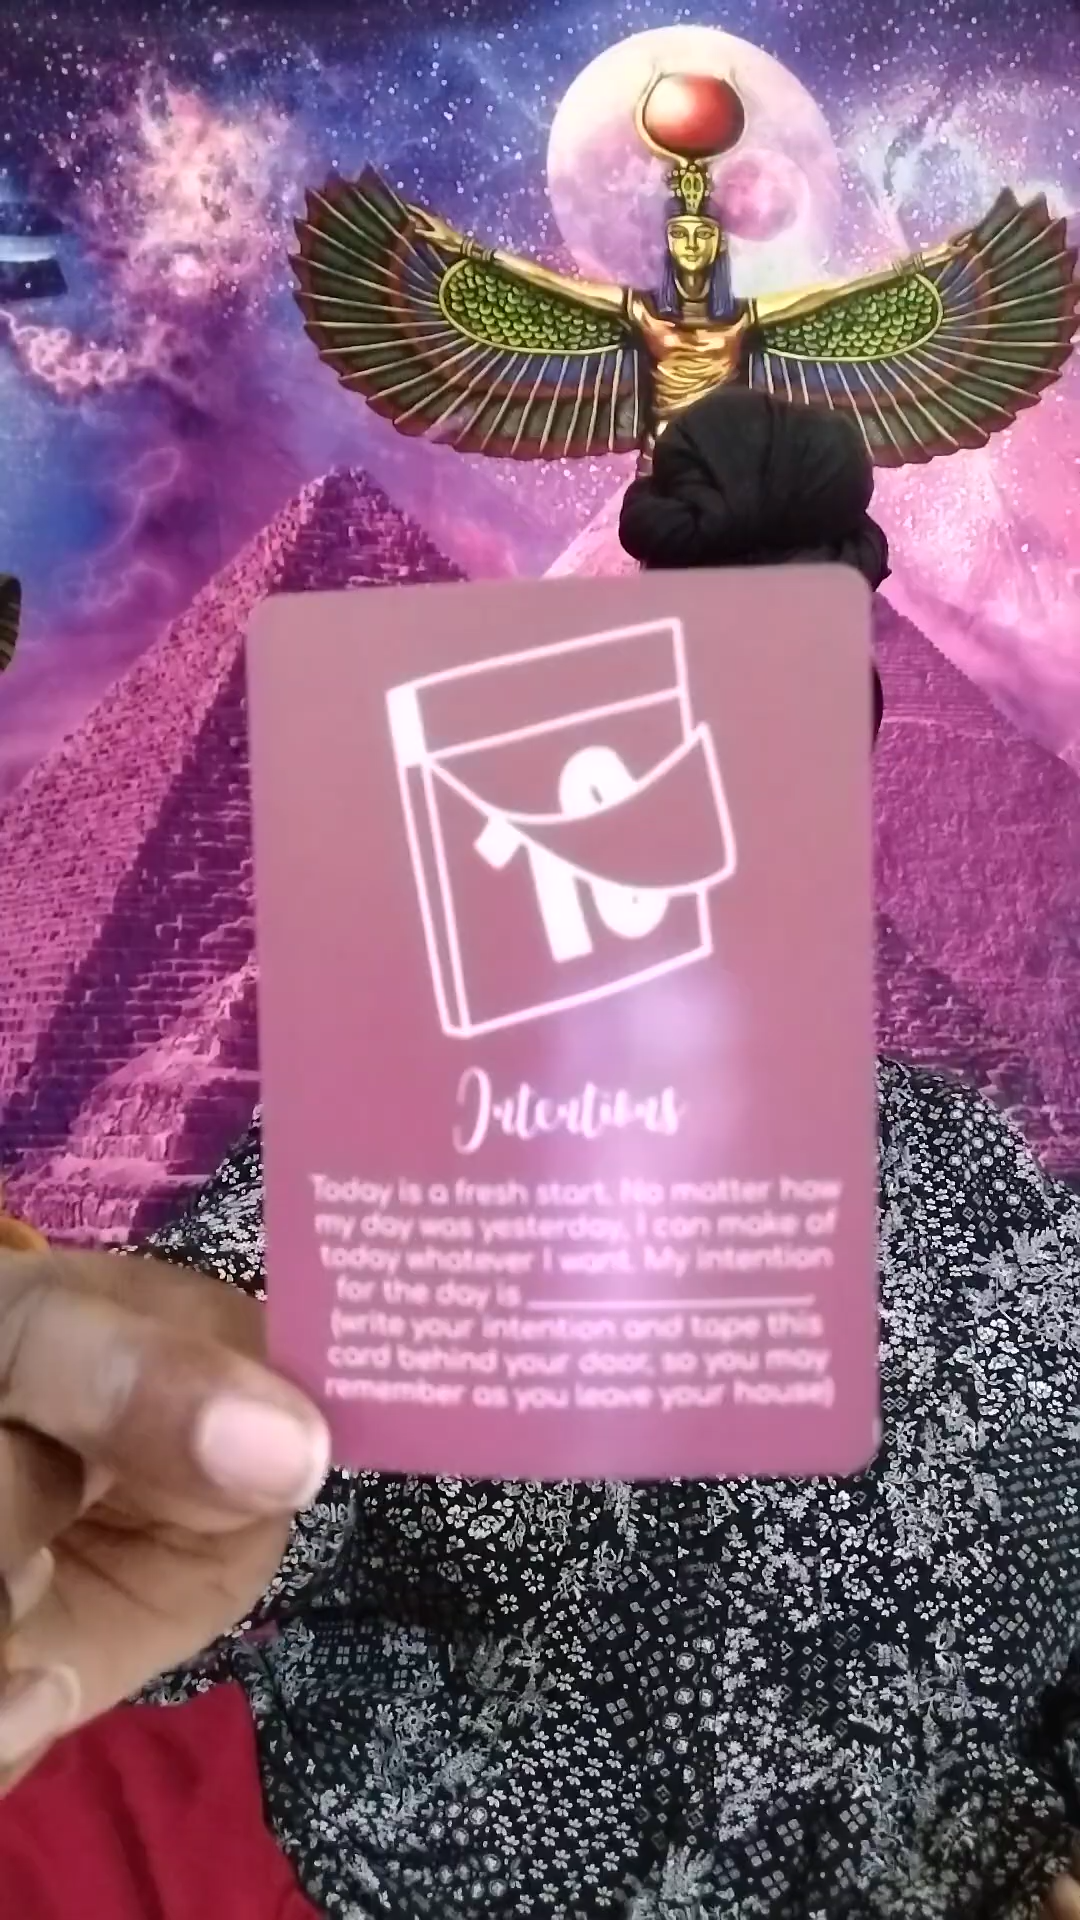 Intentions
Today is a fresh start. No matter how
my day was yesterday, I can make of
today whatever I want. My intention
for the day is ____________________
(write your intention and tape this
card behind your door, so you may
remember as you leave your house)